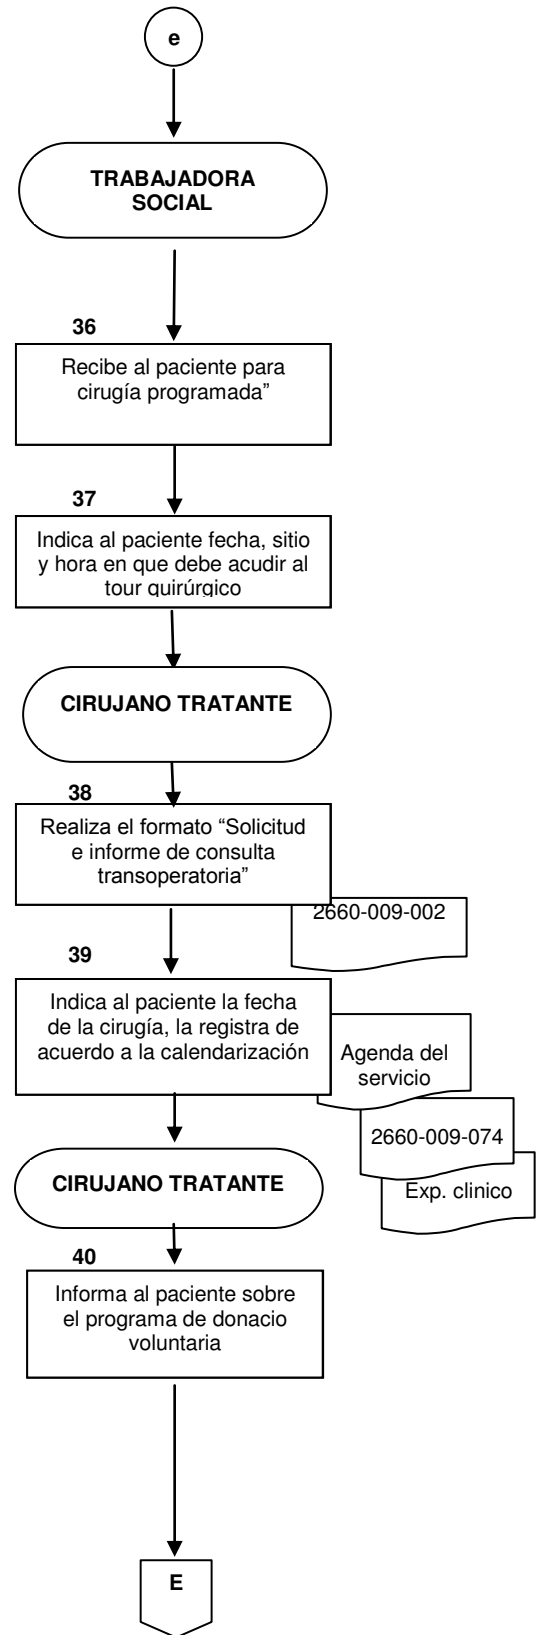 e
TRABAJADORA
SOCIAL
36
Recibe al paciente para
cirugía programada”
37
Indica al paciente fecha, sitio
y hora en que debe acudir al
tour quirúrgico
CIRUJANO TRATANTE
38
Realiza el formato “Solicitud
e informe de consulta
transoperatoria”
2660-009-002
39
Indica al paciente la fecha
de la cirugía, la registra de
acuerdo a la calendarización
Agenda del
servicio
2660-009-074
Exp. clinico
CIRUJANO TRATANTE
40
Informa al paciente sobre
el programa de donacio
voluntaria
E